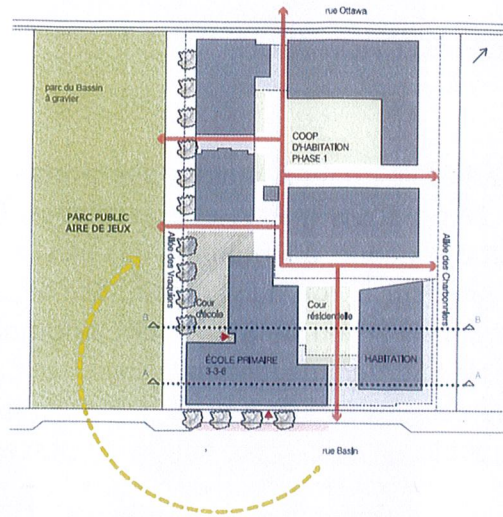 rue Ottawa
parc du Bassin
à gravier
COOP
D'HABITATION
PHASE 1
PARC PUBLIC
AIRE DE JEUX
Allée des Vraquiers
Allée des Charbonniers
Cour
d'école
Cour
résidentielle
B
B
ÉCOLE PRIMAIRE
3-3-6
HABITATION
A
A
rue Basin